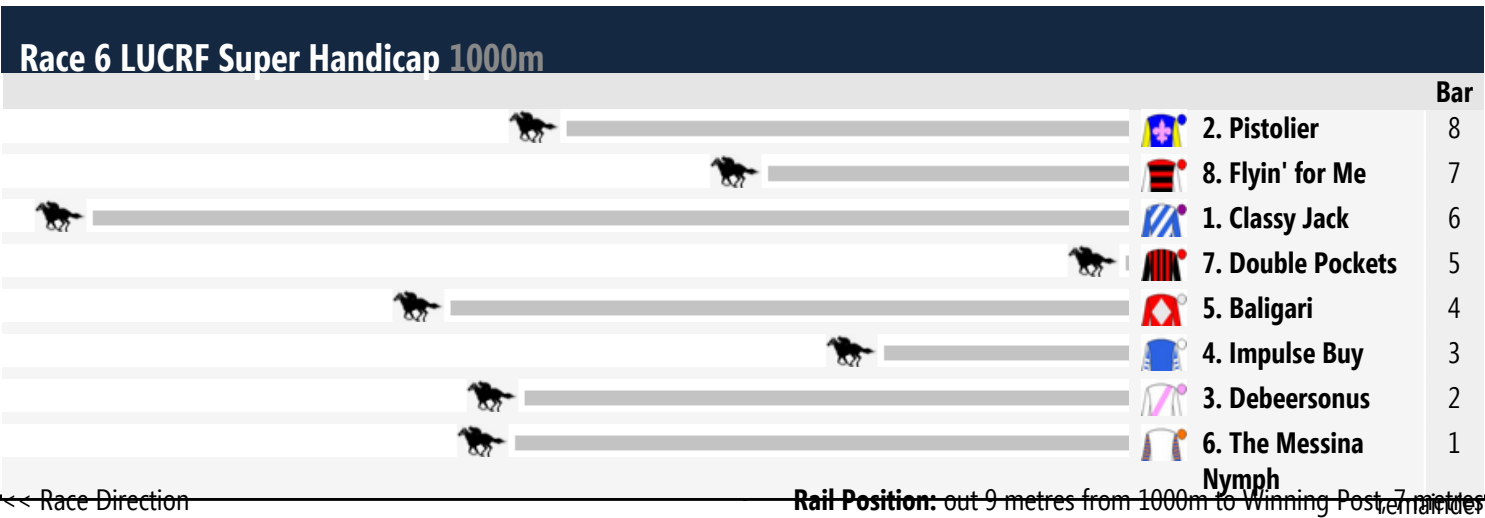 Race 6 LUCRF Super Handicap 1000m
Bar
2. Pistolier 8
8. Flyin' for Me 7
1. Classy Jack 6
7. Double Pockets 5
5. Baligari 4
4. Impulse Buy 3
3. Debeersonus 2
6. The Messina 1
Nymph
<< Race Direction Rail Position: out 9 metres from 1000m to Winning Post, 7 metres
remainder